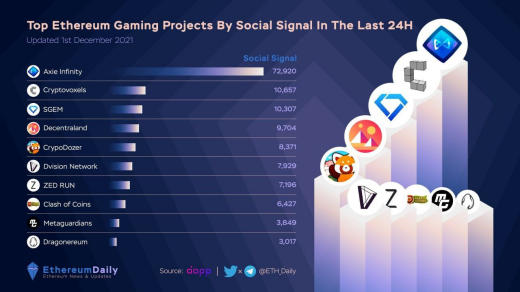 Top Ethereum Gaming Projects By Social Signal In The Last 24H
Updated 1st December 2021
Social Signal
Axie Infinity 72,920
Cryptovoxels 10,657
SGEM 10,307
Decentraland 9,704
CrypoDozer 8,371
Dvision Network 7,929
ZED RUN 7,196
Clash of Coins 6,427
Metaguardians 3,849
Dragonereum 3,017
EthereumDaily
Ethereum News & Updates
Source: dapp | x @ETH_Daily